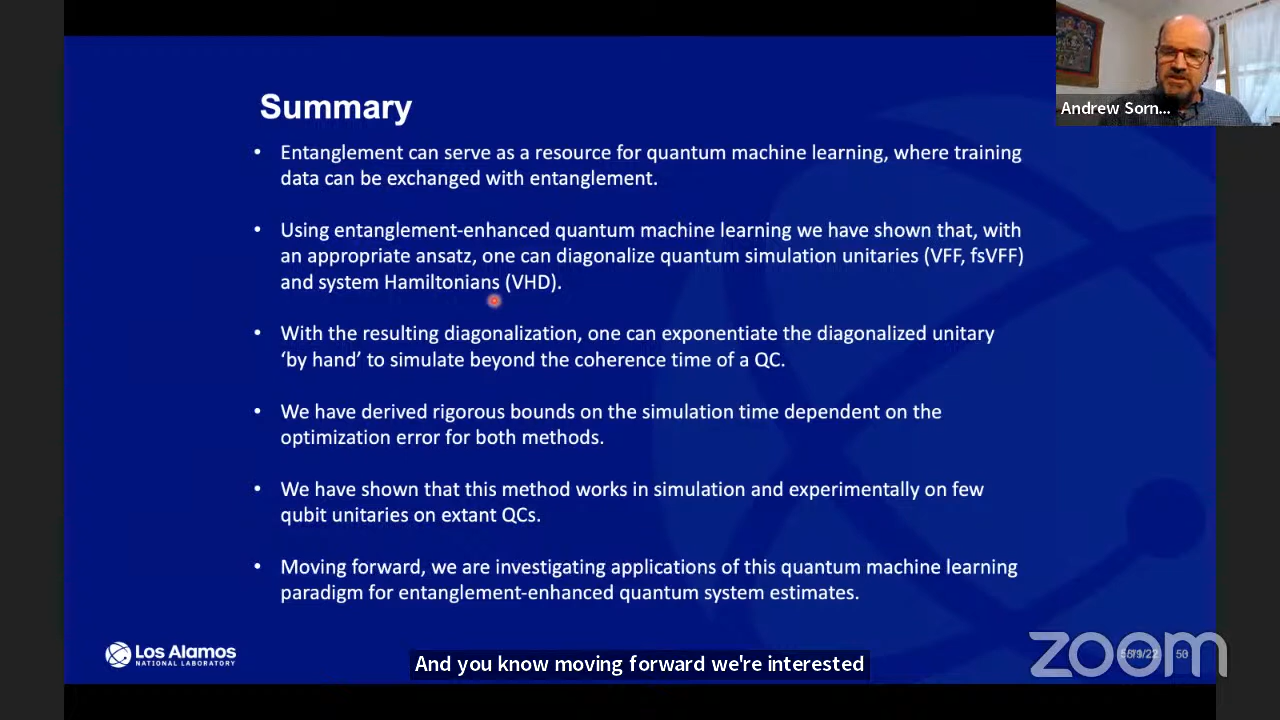 Andrew Sorn...
Summary
• Entanglement can serve as a resource for quantum machine learning, where training
data can be exchanged with entanglement.
• Using entanglement-enhanced quantum machine learning we have shown that, with
an appropriate ansatz, one can diagonalize quantum simulation unitaries (VFF, fsVFF)
and system Hamiltonians (VHD).
• With the resulting diagonalization, one can exponentiate the diagonalized unitary
‘by hand’ to simulate beyond the coherence time of a QC.
• We have derived rigorous bounds on the simulation time dependent on the
optimization error for both methods.
• We have shown that this method works in simulation and experimentally on few
qubit unitaries on extant QCs.
• Moving forward, we are investigating applications of this quantum machine learning
paradigm for entanglement-enhanced quantum system estimates.
Los Alamos
NATIONAL LABORATORY
And you know moving forward we're interested
zoom